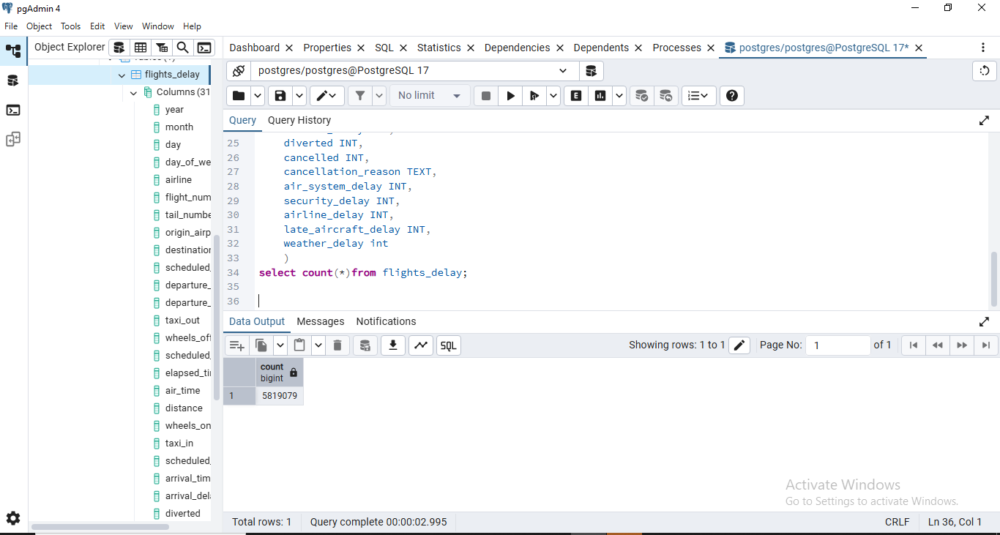 pgAdmin 4
File Object Tools Edit View Window Help
Object Explorer
Dashboard Properties SQL Statistics Dependencies Dependents Processes postgres/postgres@PostgreSQL 17*
flights_delay
Columns (31
year
month
day
day_of_we
airline
flight_num
tail_numbe
origin_airp
destination
scheduled_
departure_
departure_
taxi_out
wheels_off
scheduled_
elapsed_ti
air_time
distance
wheels_on
taxi_in
scheduled_
arrival_tim
arrival_del
diverted
postgres/postgres@PostgreSQL 17
No limit
E
Query Query History
25 diverted INT,
26 cancelled INT,
27 cancellation_reason TEXT,
28 air_system_delay INT,
29 security_delay INT,
30 airline_delay INT,
31 late_aircraft_delay INT,
32 weather_delay int
33 )
34 select count(*)from flights_delay;
35
36
Data Output Messages Notifications
SQL Showing rows: 1 to 1 Page No: 1 of 1
count
bigint
1 5819079
Activate Windows
Go to Settings to activate Windows.
Total rows: 1 Query complete 00:00:02.995 CRLF Ln 36, Col 1